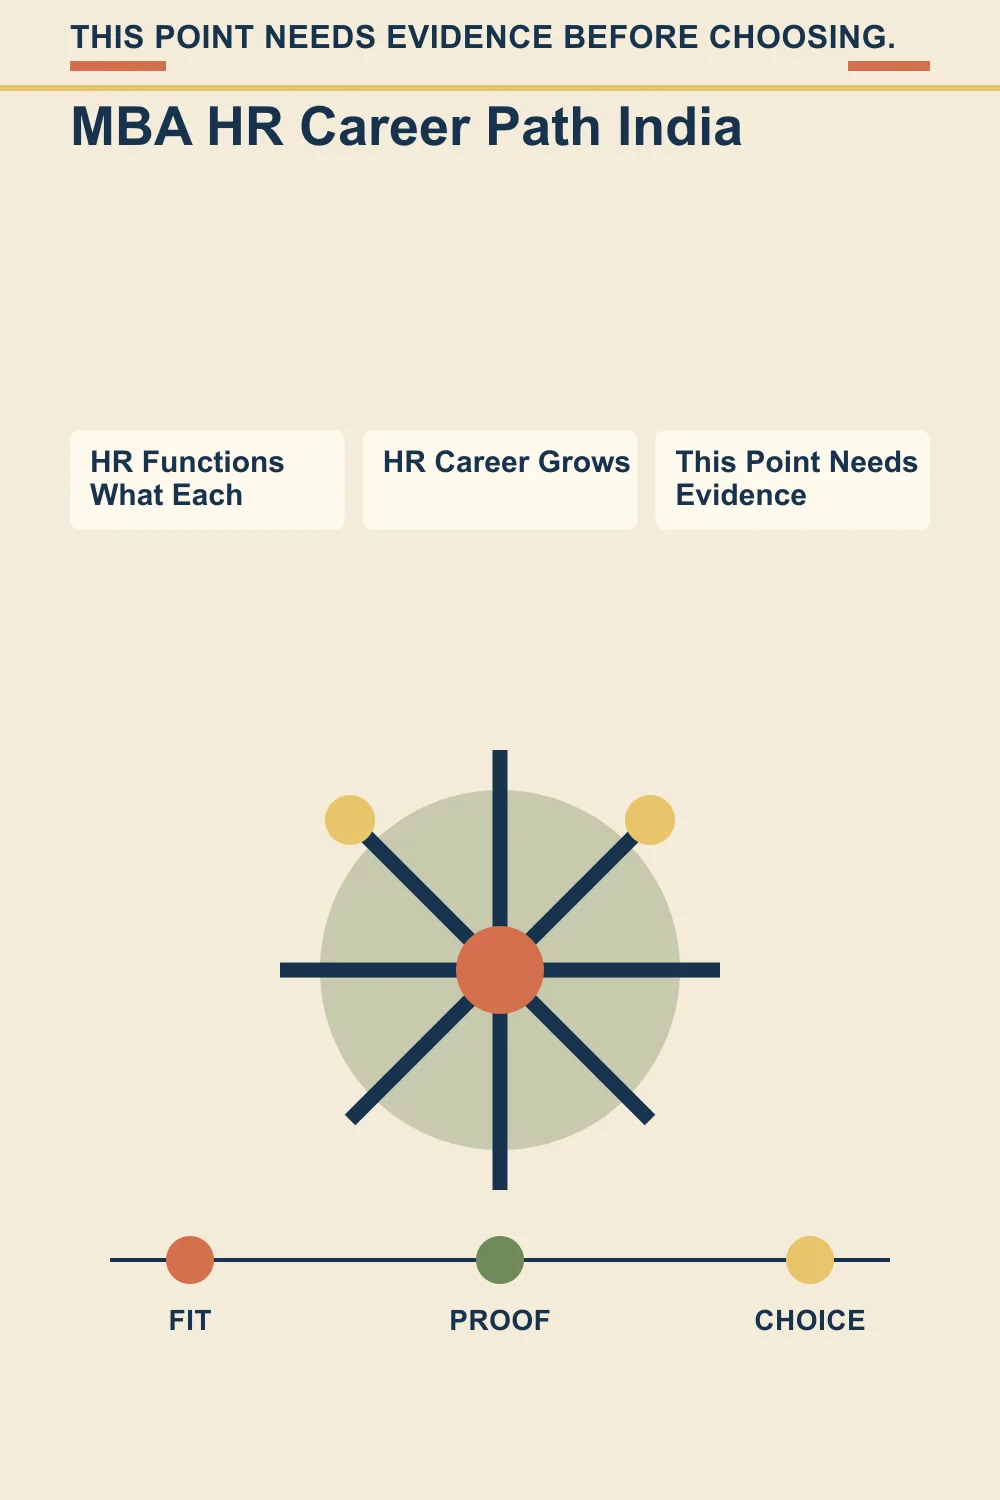 THIS POINT NEEDS EVIDENCE BEFORE CHOOSING.
MBA HR Career Path India
HR Functions
What Each
HR Career Grows
This Point Needs
Evidence
FIT
PROOF
CHOICE